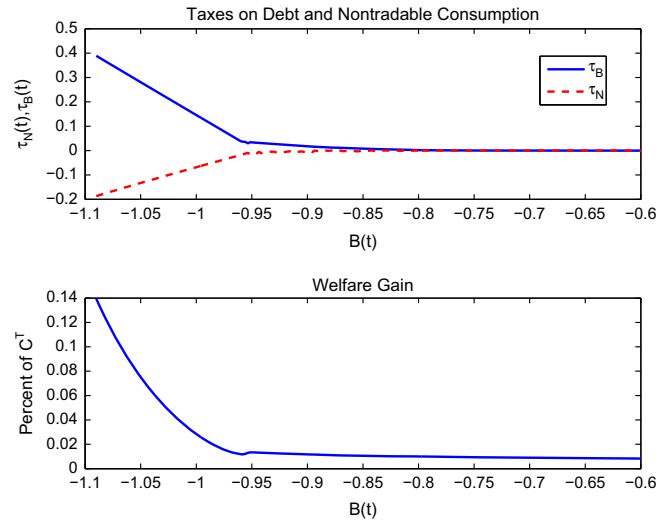 Taxes on Debt and Nontradable Consumption
0.5
0.4
0.3
0.2
0.1
0
−0.1
−0.2
τN(t),τB(t)
τB
τN
−1.1 −1.05 −1 −0.95 −0.9 −0.85 −0.8 −0.75 −0.7 −0.65 −0.6
B(t)
Welfare Gain
0.14
0.12
0.1
0.08
0.06
0.04
0.02
0
Percent of C^T
−1.1 −1.05 −1 −0.95 −0.9 −0.85 −0.8 −0.75 −0.7 −0.65 −0.6
B(t)